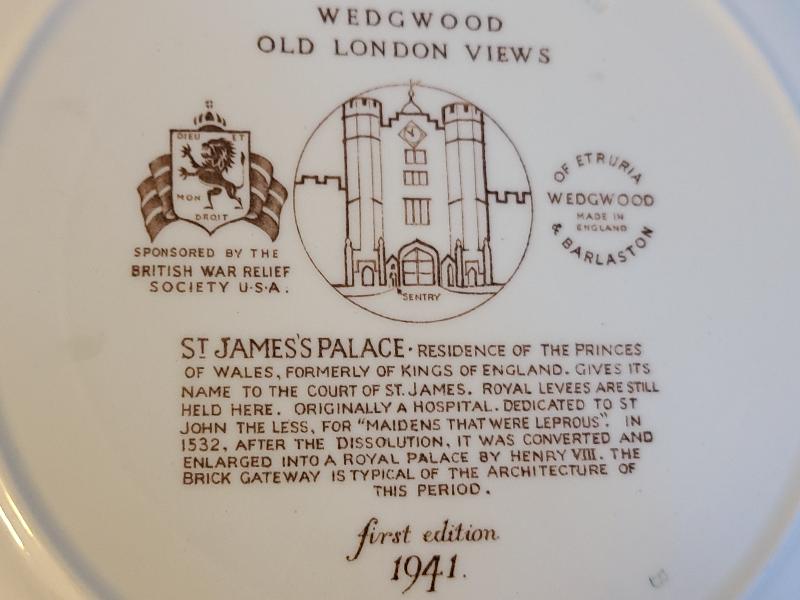 WEDGWOOD
OLD LONDON VIEWS
DIEU ET
MON
DROIT
SPONSORED BY THE
BRITISH WAR RELIEF
SOCIETY U·S·A.
SENTRY
OF ETRURIA
WEDGWOOD
MADE IN
ENGLAND
& BARLASTON
ST JAMES'S PALACE · RESIDENCE OF THE PRINCES
OF WALES, FORMERLY OF KINGS OF ENGLAND. GIVES ITS
NAME TO THE COURT OF ST. JAMES. ROYAL LEVEES ARE STILL
HELD HERE. ORIGINALLY A HOSPITAL. DEDICATED TO ST
JOHN THE LESS, FOR "MAIDENS THAT WERE LEPROUS". IN
1532, AFTER THE DISSOLUTION, IT WAS CONVERTED AND
ENLARGED INTO A ROYAL PALACE BY HENRY VIII. THE
BRICK GATEWAY IS TYPICAL OF THE ARCHITECTURE OF
THIS PERIOD.
first edition
1941.